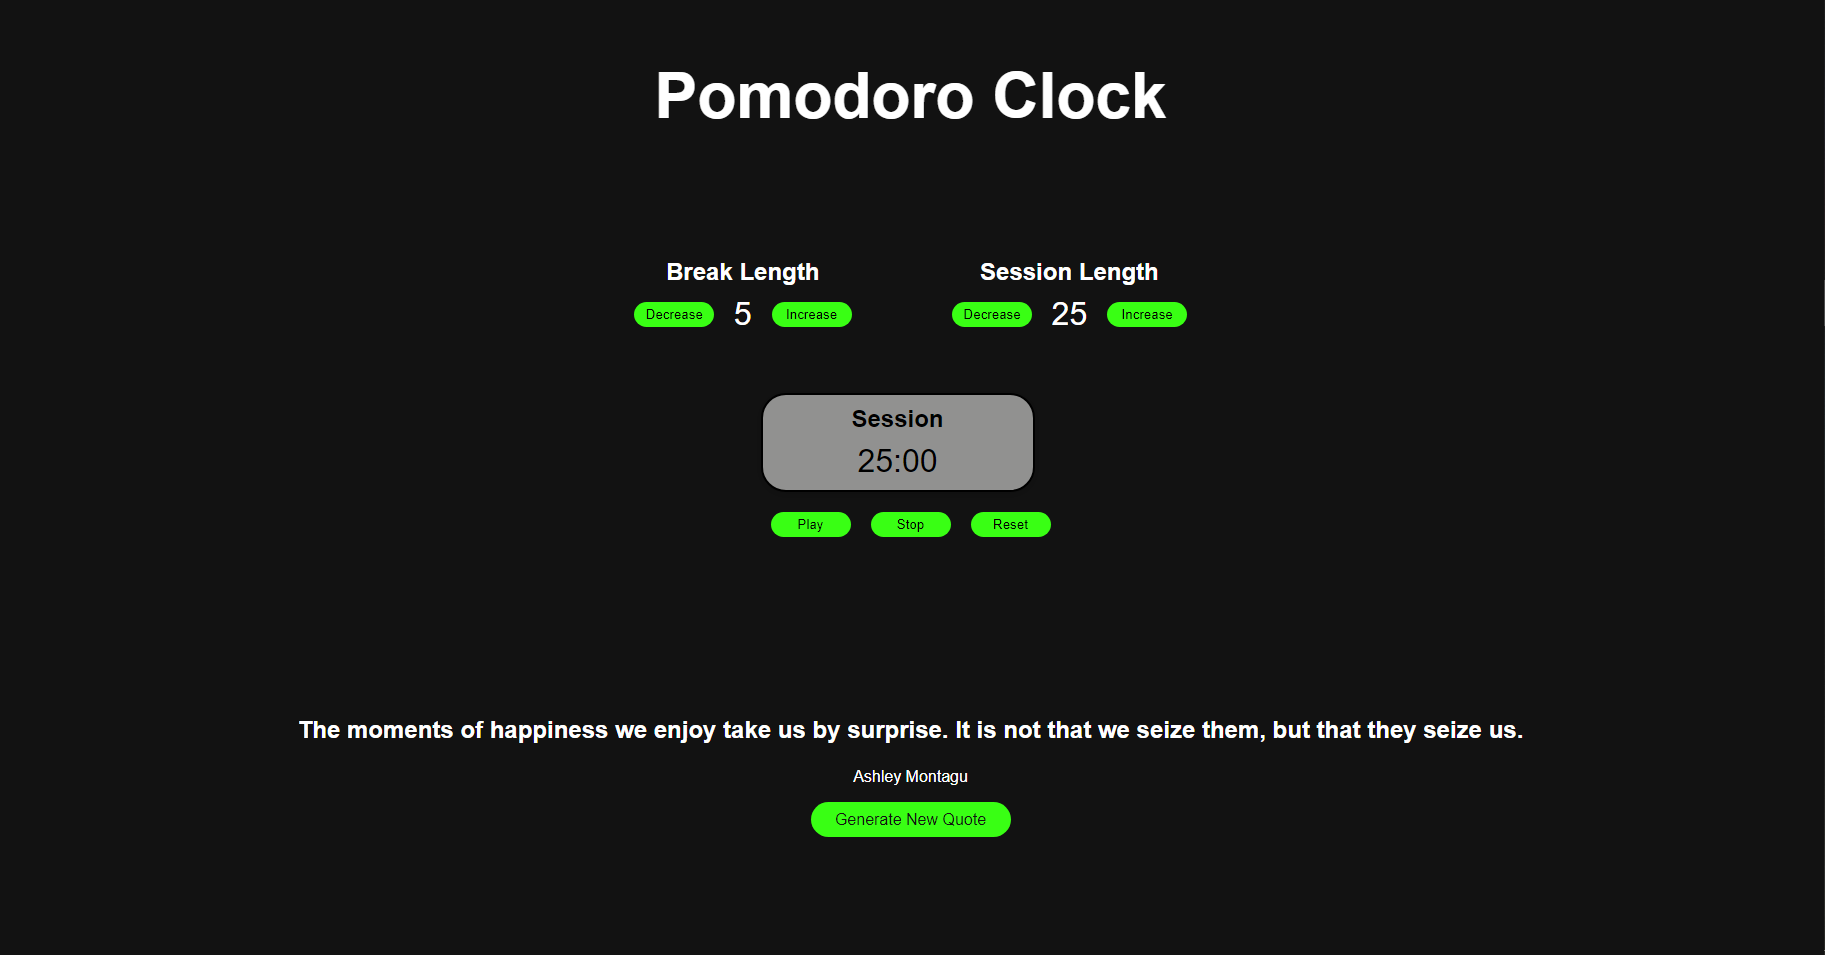 Pomodoro Clock
Break Length
Decrease 5 Increase
Session Length
Decrease 25 Increase
Session
25:00
Play Stop Reset
The moments of happiness we enjoy take us by surprise. It is not that we seize them, but that they seize us.
Ashley Montagu
Generate New Quote